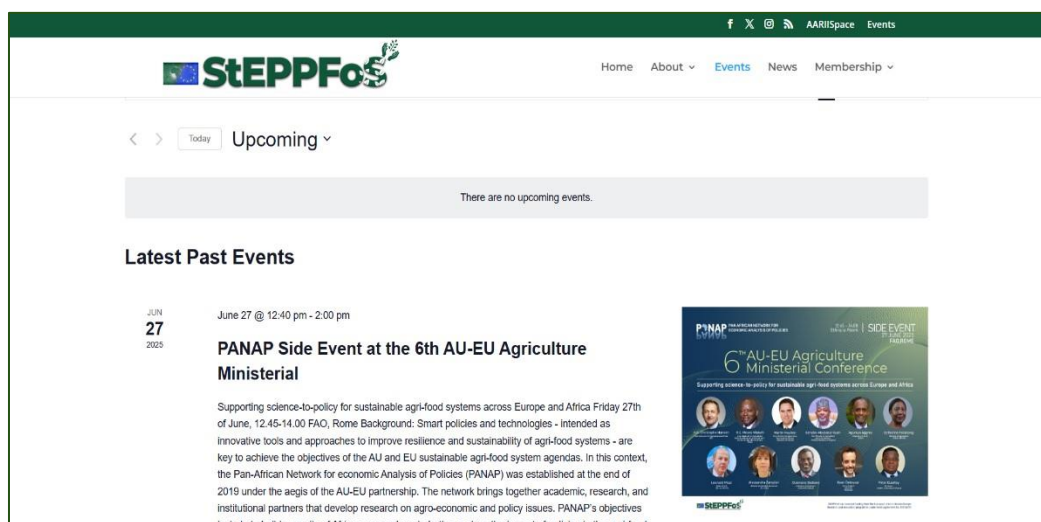 AARIISpace Events
StEPPFoS
Home About Events News Membership
Today Upcoming
There are no upcoming events.
Latest Past Events
JUN
27
2025
June 27 @ 12:40 pm - 2:00 pm
PANAP Side Event at the 6th AU-EU Agriculture
Ministerial
Supporting science-to-policy for sustainable agri-food systems across Europe and Africa Friday 27th
of June, 12.45-14.00 FAO, Rome Background: Smart policies and technologies - intended as
innovative tools and approaches to improve resilience and sustainability of agri-food systems - are
key to achieve the objectives of the AU and EU sustainable agri-food system agendas. In this context,
the Pan-African Network for economic Analysis of Policies (PANAP) was established at the end of
2019 under the aegis of the AU-EU partnership. The network brings together academic, research, and
institutional partners that develop research on agro-economic and policy issues. PANAP's objectives
PANAP PAN AFRICAN NETWORK FOR
ECONOMIC ANALYSIS OF POLICIES
SIDE EVENT
6TH AU-EU Agriculture
Ministerial Conference
Supporting science-to-policy for sustainable agri-food systems across Europe and Africa
StEPPFoS